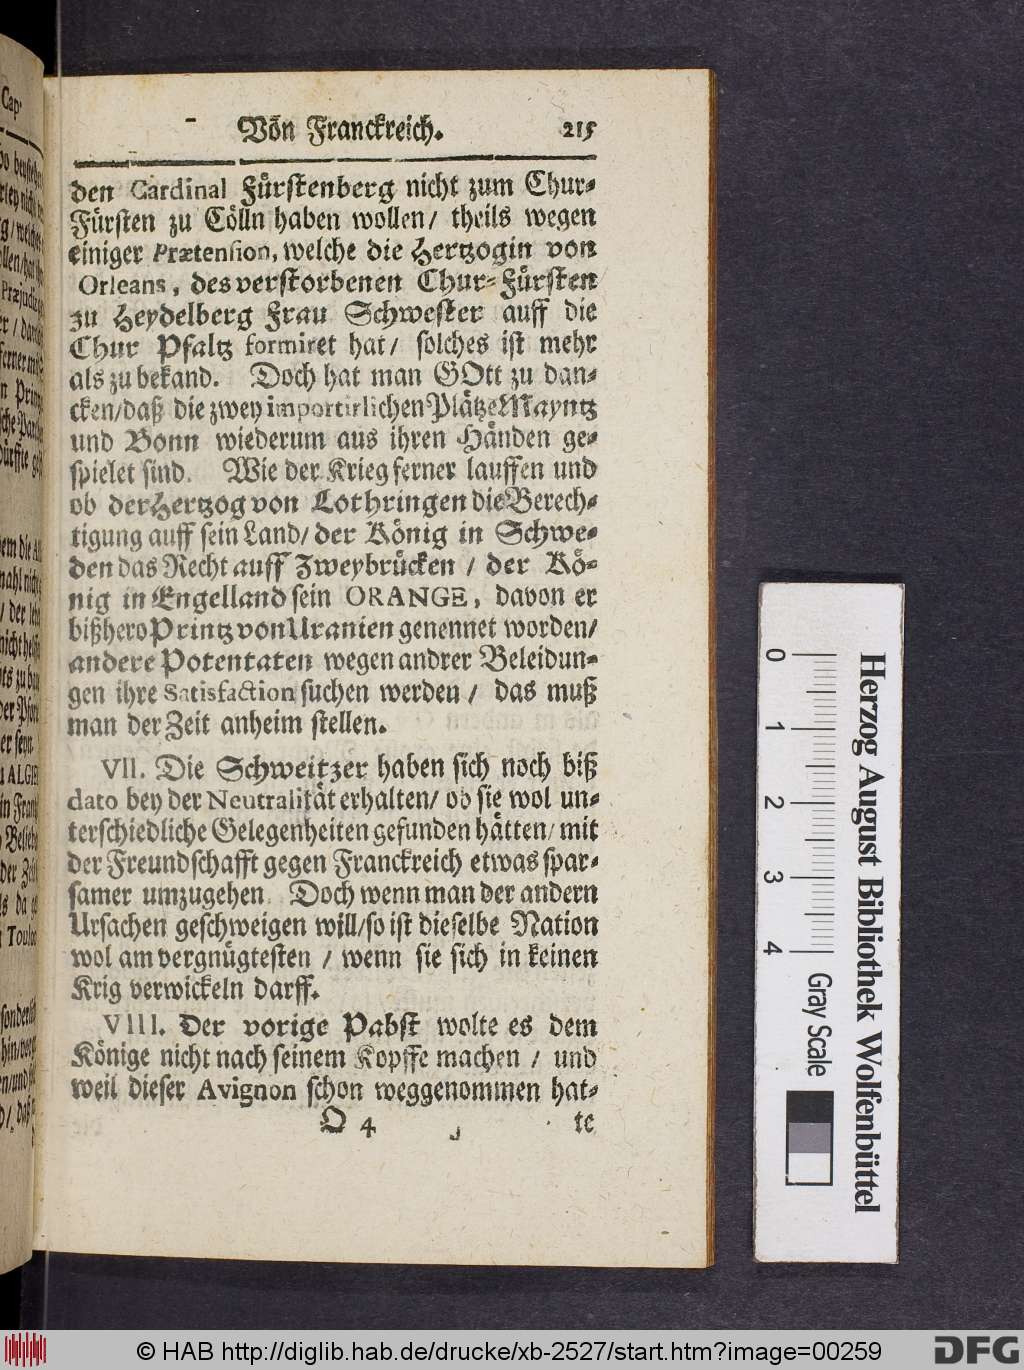 Von Franckreich. 215
den Cardinal Fürstenberg nicht zum Chur-
Fürsten zu Cölln haben wollen/ theils wegen
einiger Prætension, welche die Hertzogin von
Orleans, des verstorbenen Chur-Fürsten
zu Heydelberg Frau Schwester auff die
Chur Pfaltz formiret hat/ solches ist mehr
als zu bekand. Doch hat man GOtt zu dan-
cken/daß die zwey importirlichen Plätze Mayntz
und Bonn wiederum aus ihren Händen ge-
spielet sind. Wie der Krieg ferner lauffen und
ob der Hertzog von Lothringen die Berech-
tigung auff sein Land/ der König in Schwe-
den das Recht auff Zweybrücken / der Kö-
nig in Engelland sein ORANGE, davon er
bißhero Printz von Uranien genennet worden/
andere Potentaten wegen andrer Beleidun-
gen ihre Satisfaction suchen werden / das muß
man der Zeit anheim stellen.
VII. Die Schweitzer haben sich noch biß
dato bey der Neutralität erhalten/ ob sie wol un-
terschiedliche Gelegenheiten gefunden hätten/ mit
der Freundschafft gegen Franckreich etwas spar-
samer umzugehen. Doch wenn man der andern
Ursachen geschweigen will/so ist dieselbe Nation
wol am vergnügtesten / wenn sie sich in keinen
Krig verwickeln darff.
VIII. Der vorige Pabst wolte es dem
Könige nicht nach seinem Kopffe machen / und
weil dieser Avignon schon weggenommen hat-
O 4 te
Herzog August Bibliothek Wolfenbüttel
0 1 2 3 4 Gray Scale
© HAB http://diglib.hab.de/drucke/xb-2527/start.htm?image=00259
DFG